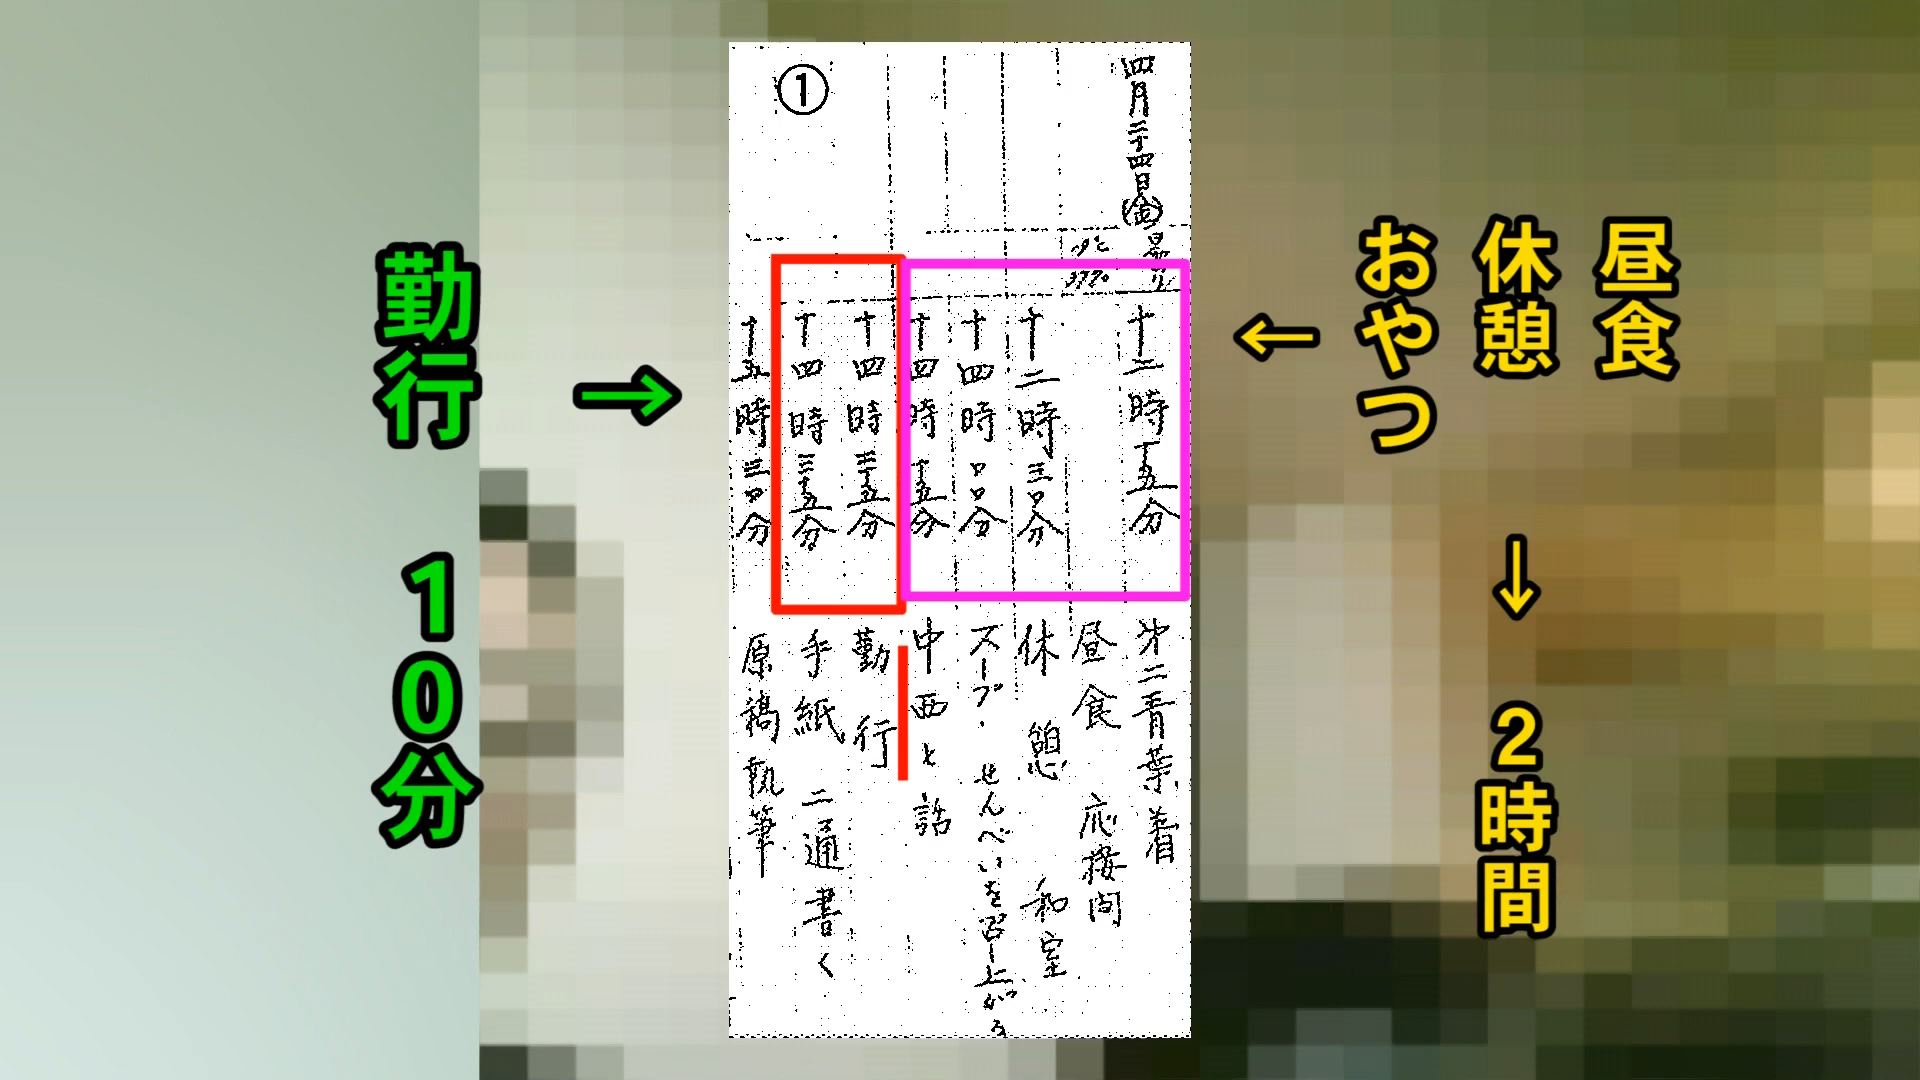 昼食
休憩
おやつ
←
↓
2時間
①
四月二十四日(金) 曇り
十二時十五分 第二青葉着
昼食 応接間
十二時三〇分 休憩 和室
十四時〇〇分 スープ・せんべいを召し上がる
十四時十五分 中西と話
十四時二十五分 勤行
十四時三十五分 手紙二通書く
十五時三〇分 原稿執筆
勤行 10分
→